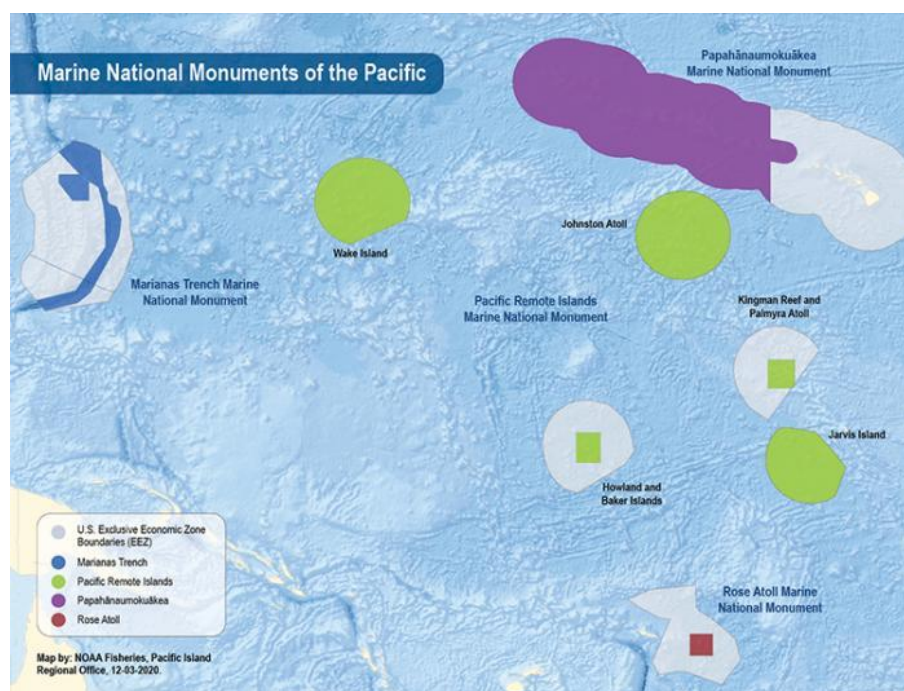 Marine National Monuments of the Pacific
Papahānaumokuākea
Marine National Monument
Wake Island
Johnston Atoll
Marianas Trench Marine
National Monument
Pacific Remote Islands
Marine National Monument
Kingman Reef and
Palmyra Atoll
Jarvis Island
Howland and
Baker Islands
Rose Atoll Marine
National Monument
U.S. Exclusive Economic Zone
Boundaries (EEZ)
Marianas Trench
Pacific Remote Islands
Papahānaumokuākea
Rose Atoll
Map by: NOAA Fisheries, Pacific Island
Regional Office, 12-03-2020.